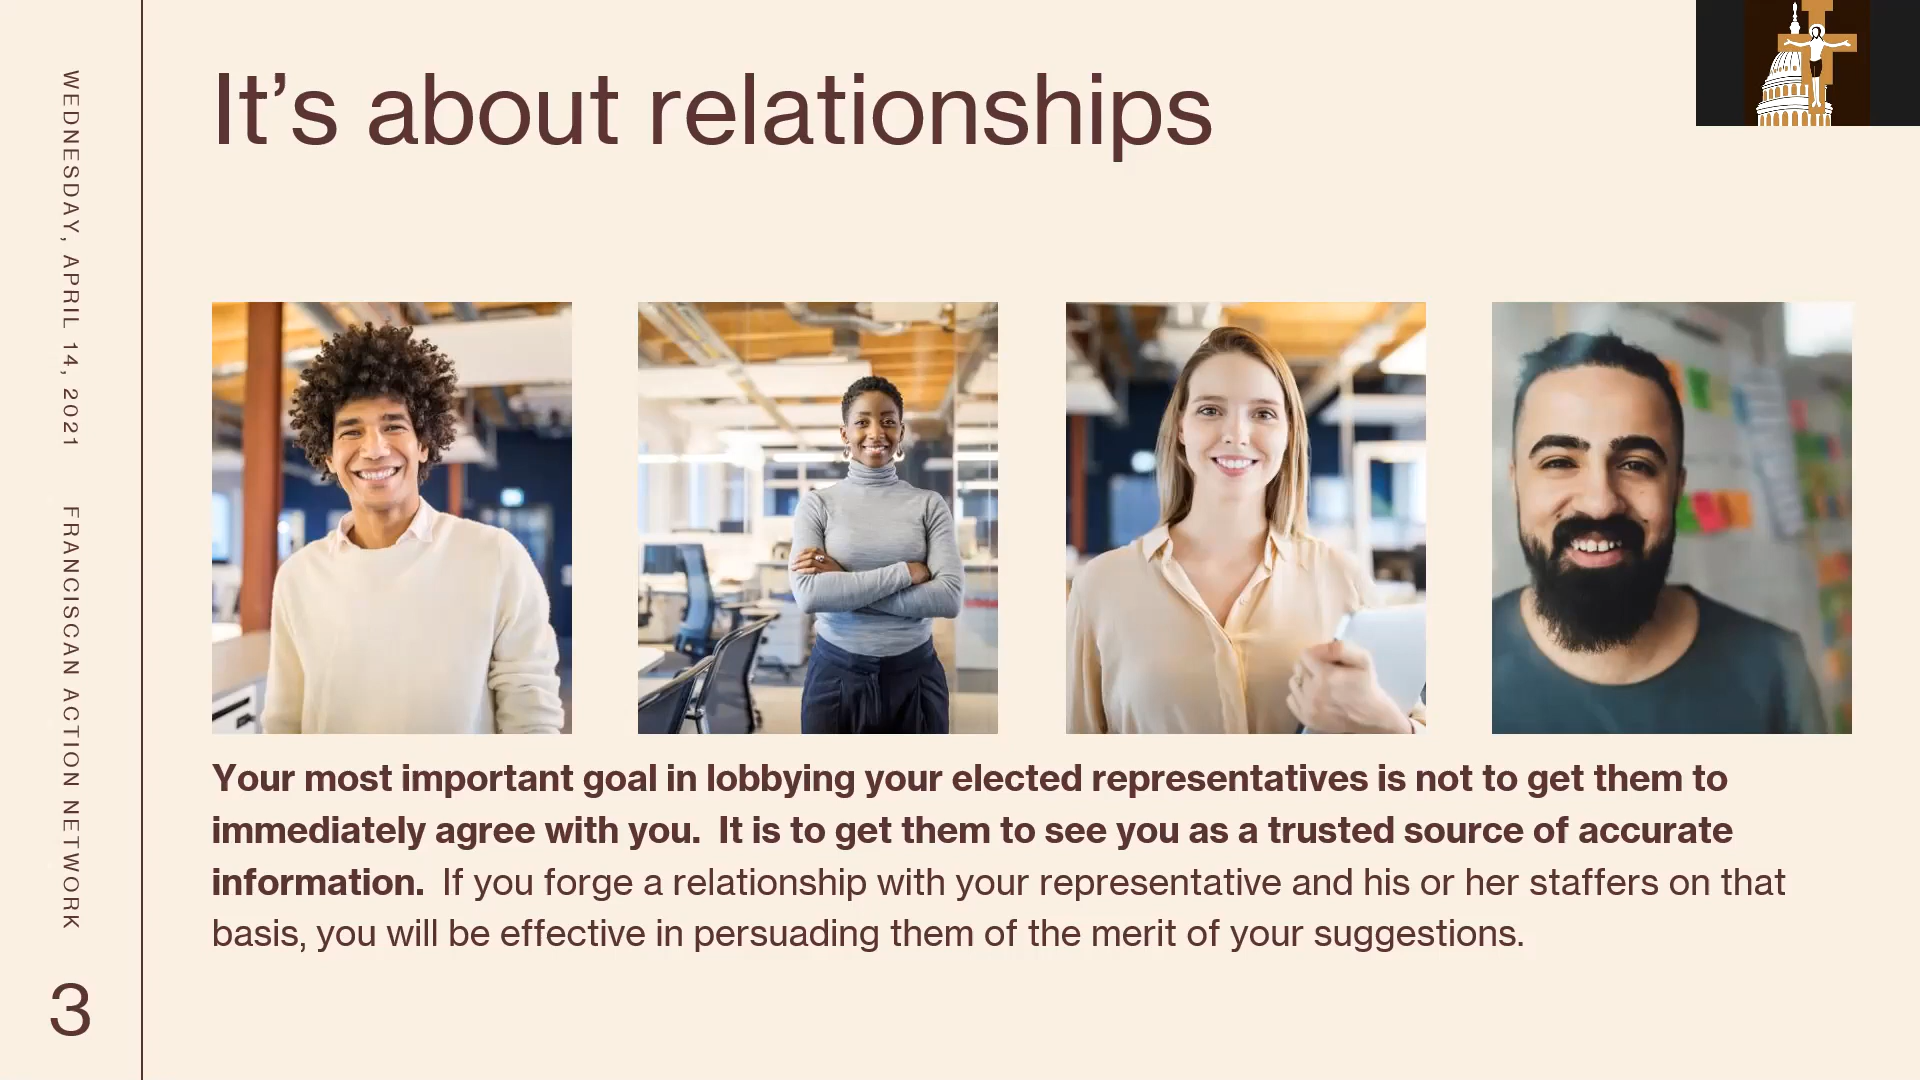 It’s about relationships
Your most important goal in lobbying your elected representatives is not to get them to
immediately agree with you.  It is to get them to see you as a trusted source of accurate
information.  If you forge a relationship with your representative and his or her staffers on that
basis, you will be effective in persuading them of the merit of your suggestions.
WEDNESDAY, APRIL 14, 2021
FRANCISCAN ACTION NETWORK
3